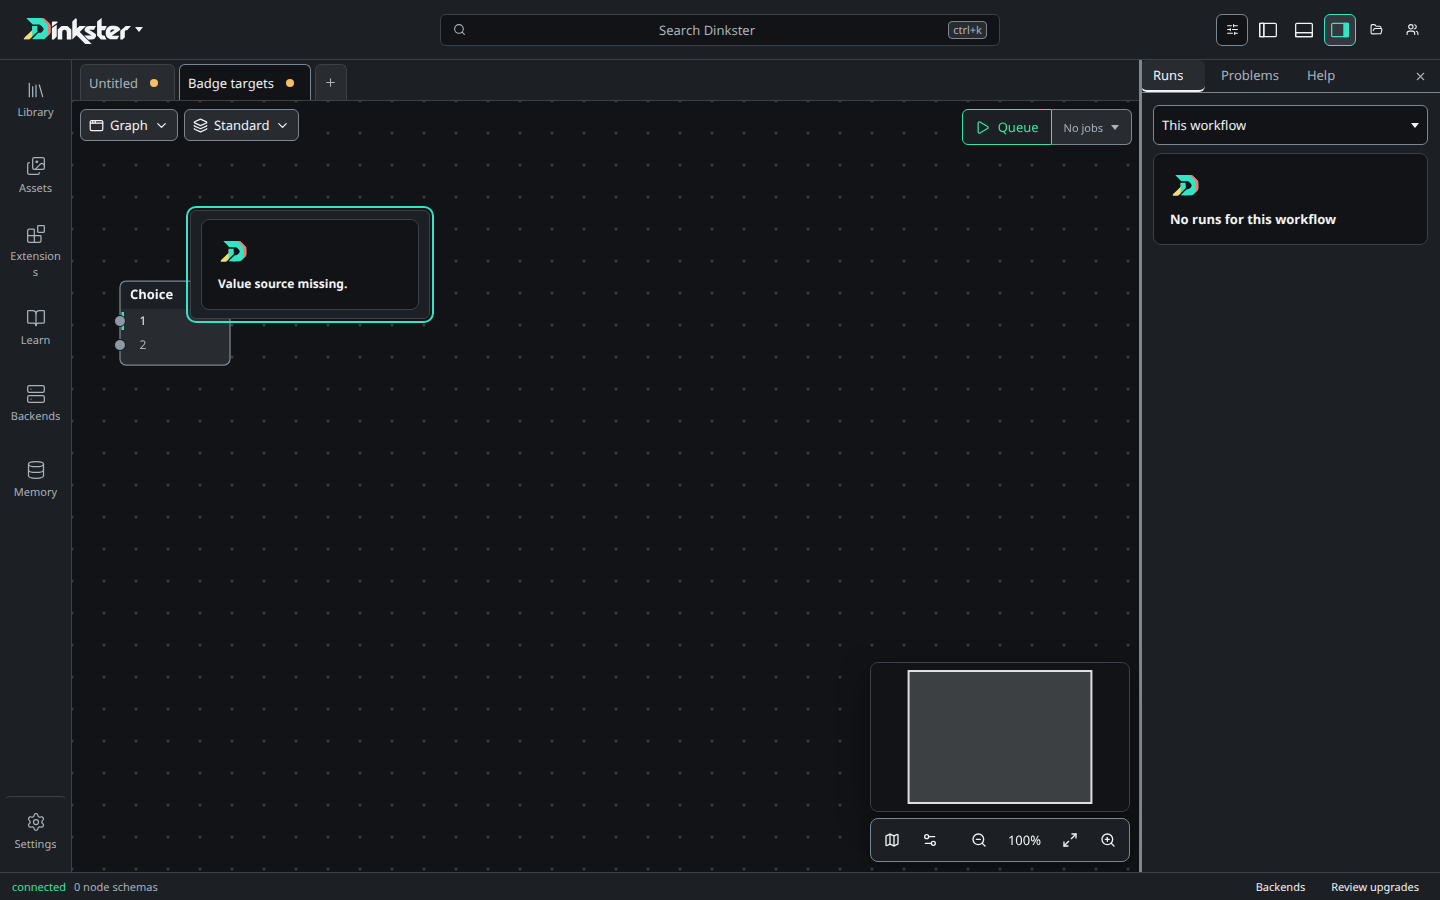 Dinkster
Search Dinkster
ctrl+k
Untitled
Badge targets
Runs
Problems
Help
Library
Assets
Extension
s
Learn
Backends
Memory
Settings
Graph
Standard
Queue
No jobs
This workflow
No runs for this workflow
Value source missing.
Choice
1
2
100%
connected
0 node schemas
Backends
Review upgrades